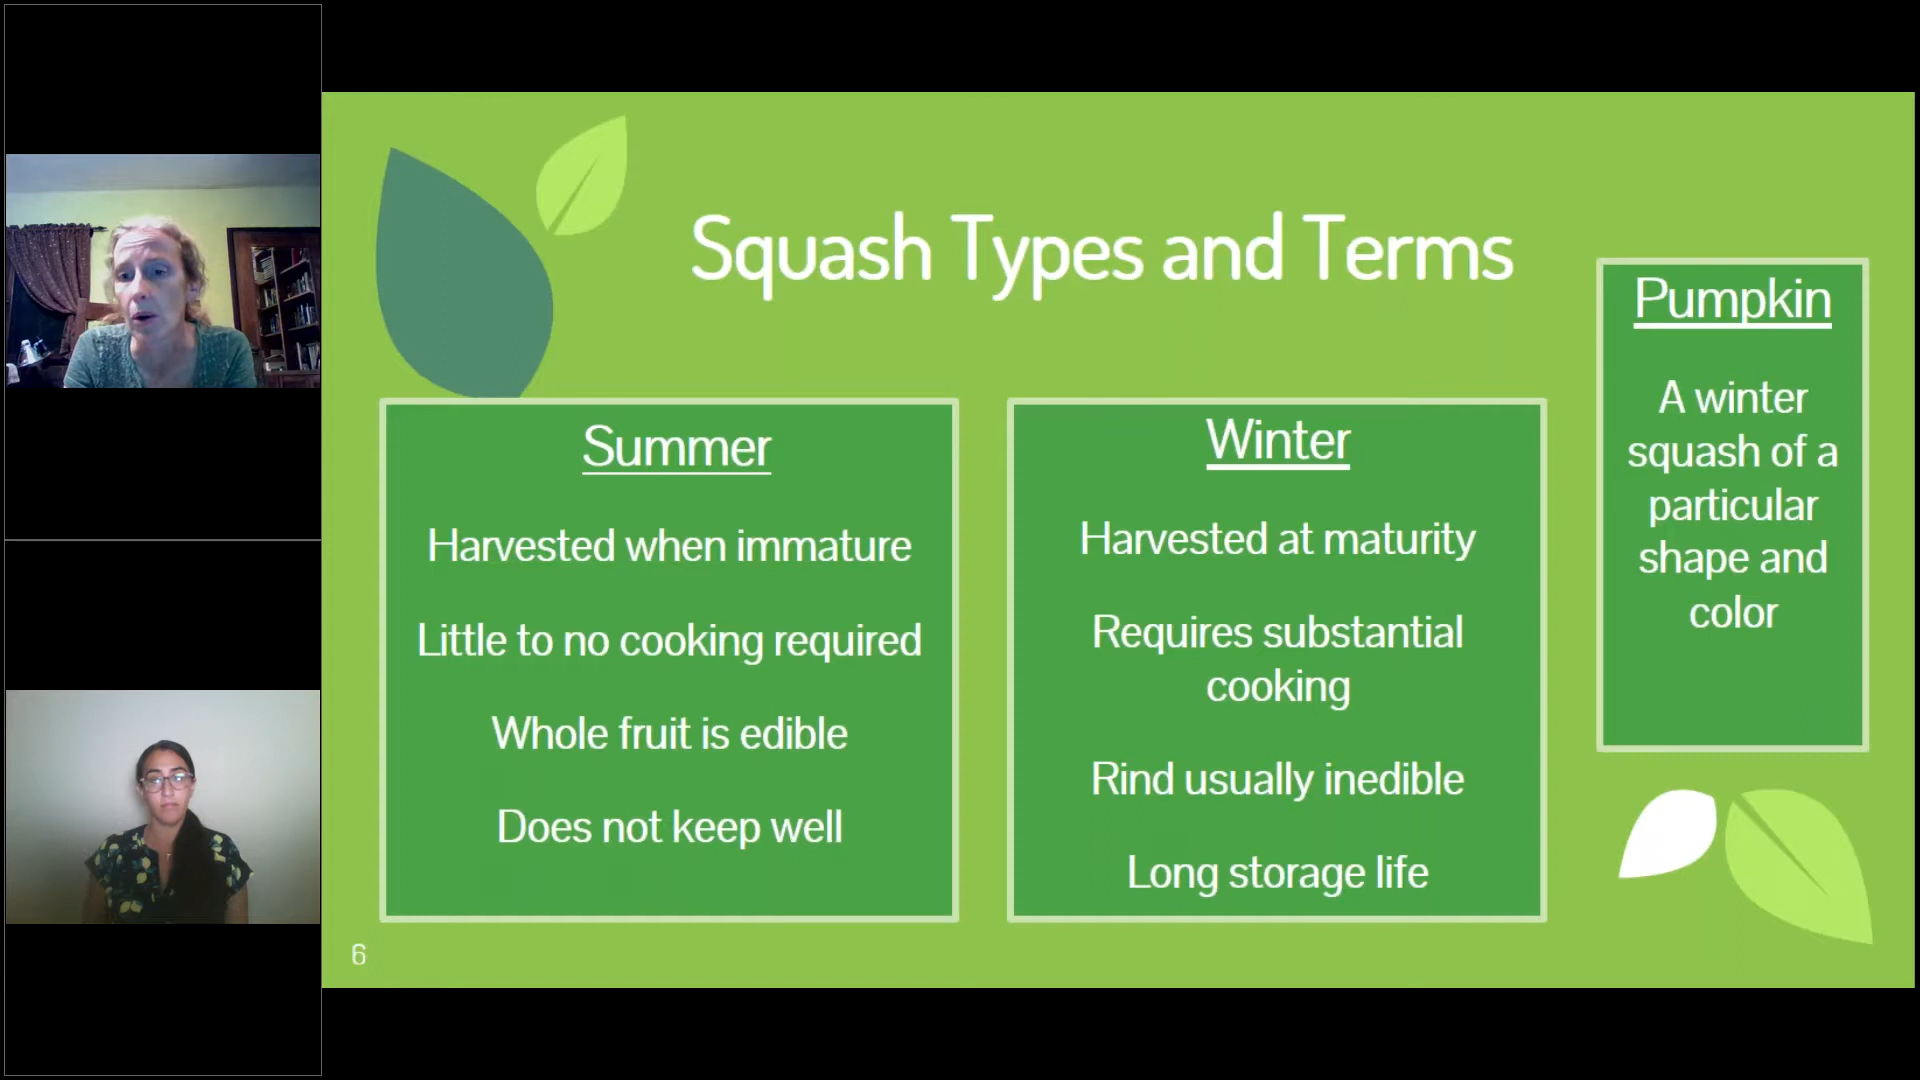 Squash Types and Terms
Summer
Harvested when immature
Little to no cooking required
Whole fruit is edible
Does not keep well
Winter
Harvested at maturity
Requires substantial
cooking
Rind usually inedible
Long storage life
Pumpkin
A winter
squash of a
particular
shape and
color
6